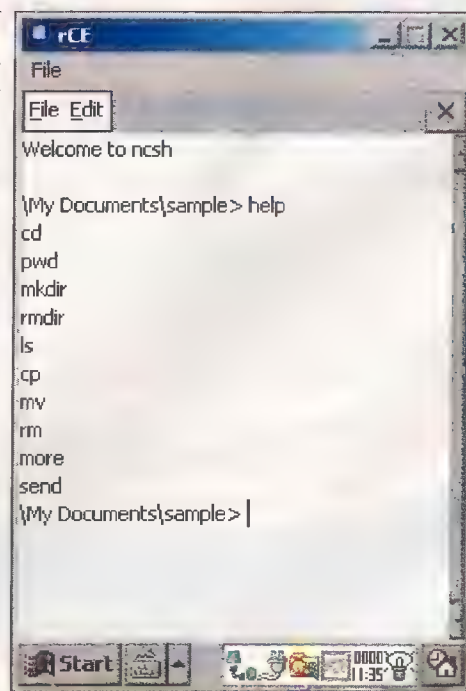 rCE
File
File Edit
Welcome to ncsh
\My Documents\sample> help
cd
pwd
mkdir
rmdir
ls
cp
mv
rm
more
send
\My Documents\sample>
Start
11:35